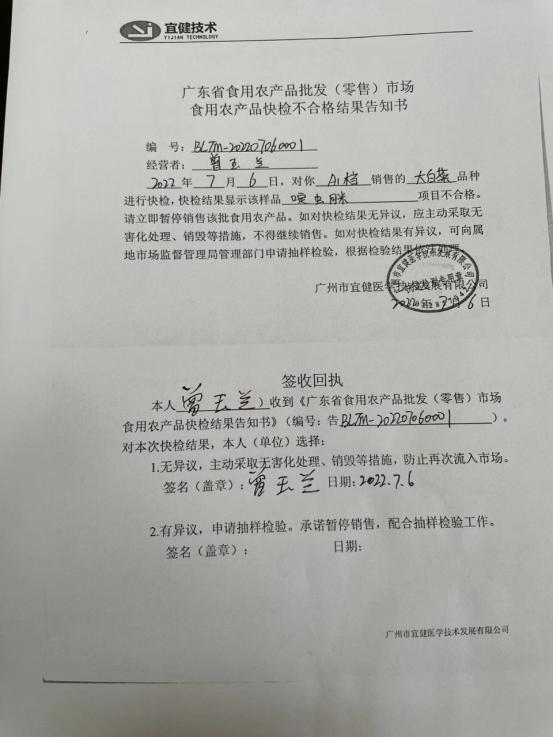 宜健技术
YIJIAN TECHNOLOGY
广东省食用农产品批发（零售）市场
食用农产品快检不合格结果告知书
编 号：BLTM-202207060001
经营者：曾玉兰
2022年7月6日，对你A1档销售的大白菜品种
进行快检，快检结果显示该样品啶虫脒项目不合格。
请立即暂停销售该批食用农产品。如对快检结果无异议，应主动采取无
害化处理、销毁等措施，不得继续销售。如对快检结果有异议，可向属
地市场监督管理局管理部门申请抽样检验，根据检验结果依法处理
广州市宜健医学技术发展有限公司
2022年7月6日
签收回执
本人曾玉兰）收到《广东省食用农产品批发（零售）市场
食用农产品快检结果告知书》（编号：告BLTM-202207060001）。
对本次快检结果，本人（单位）选择：
1.无异议，主动采取无害化处理、销毁等措施，防止再次流入市场。
签名（盖章）：曾玉兰 日期：2022.7.6
2.有异议，申请抽样检验。承诺暂停销售，配合抽样检验工作。
签名（盖章）： 日期：
广州市宜健医学技术发展有限公司